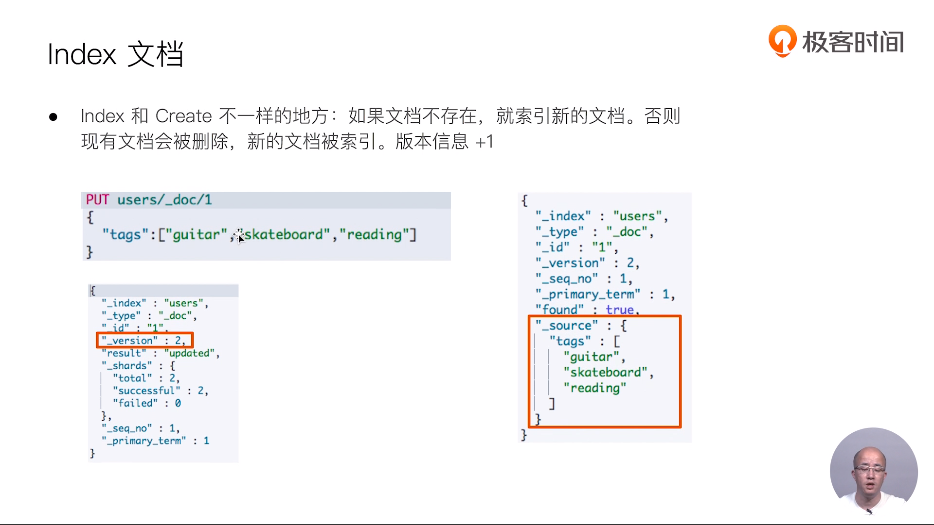 Index 文档
极客时间
● Index 和 Create 不一样的地方：如果文档不存在，就索引新的文档。否则
现有文档会被删除，新的文档被索引。版本信息 +1
PUT users/_doc/1
{
"tags":["guitar","skateboard","reading"]
}
{
"_index" : "users",
"_type" : "_doc",
"_id" : "1",
"_version" : 2,
"result" : "updated",
"_shards" : {
"total" : 2,
"successful" : 2,
"failed" : 0
},
"_seq_no" : 1,
"_primary_term" : 1
}
{
"_index" : "users",
"_type" : "_doc",
"_id" : "1",
"_version" : 2,
"_seq_no" : 1,
"_primary_term" : 1,
"found" : true,
"_source" : {
"tags" : [
"guitar",
"skateboard",
"reading"
]
}
}